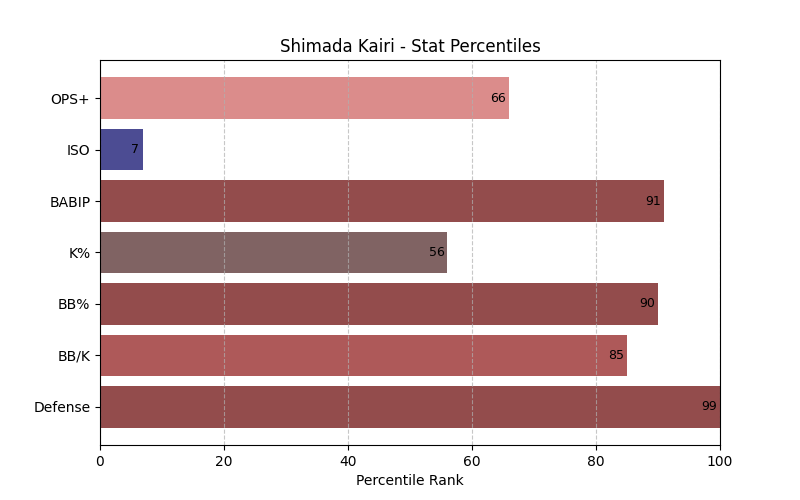 Shimada Kairi - Stat Percentiles
OPS+ 66
ISO 7
BABIP 91
K% 56
BB% 90
BB/K 85
Defense 99
0 20 40 60 80 100
Percentile Rank